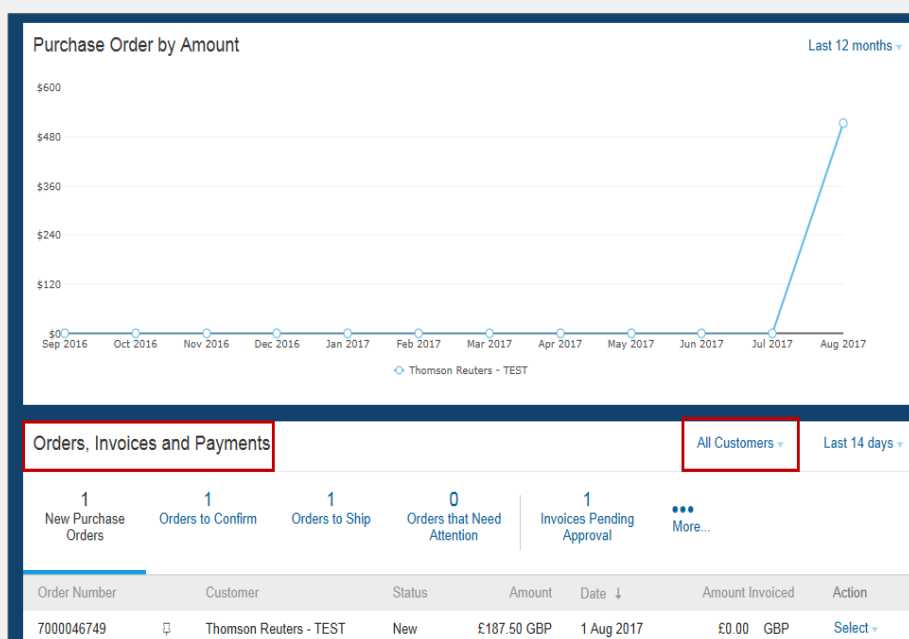 Purchase Order by Amount
Last 12 months
$600
$480
$360
$240
$120
$0
Sep 2016 Oct 2016 Nov 2016 Dec 2016 Jan 2017 Feb 2017 Mar 2017 Apr 2017 May 2017 Jun 2017 Jul 2017 Aug 2017
Thomson Reuters - TEST
Orders, Invoices and Payments
All Customers
Last 14 days
1 1 1 0 1
New Purchase Orders to Confirm Orders to Ship Orders that Need Invoices Pending More...
Orders Attention Approval
Order Number Customer Status Amount Date ↓ Amount Invoiced Action
7000046749 Thomson Reuters - TEST New £187.50 GBP 1 Aug 2017 £0.00 GBP Select